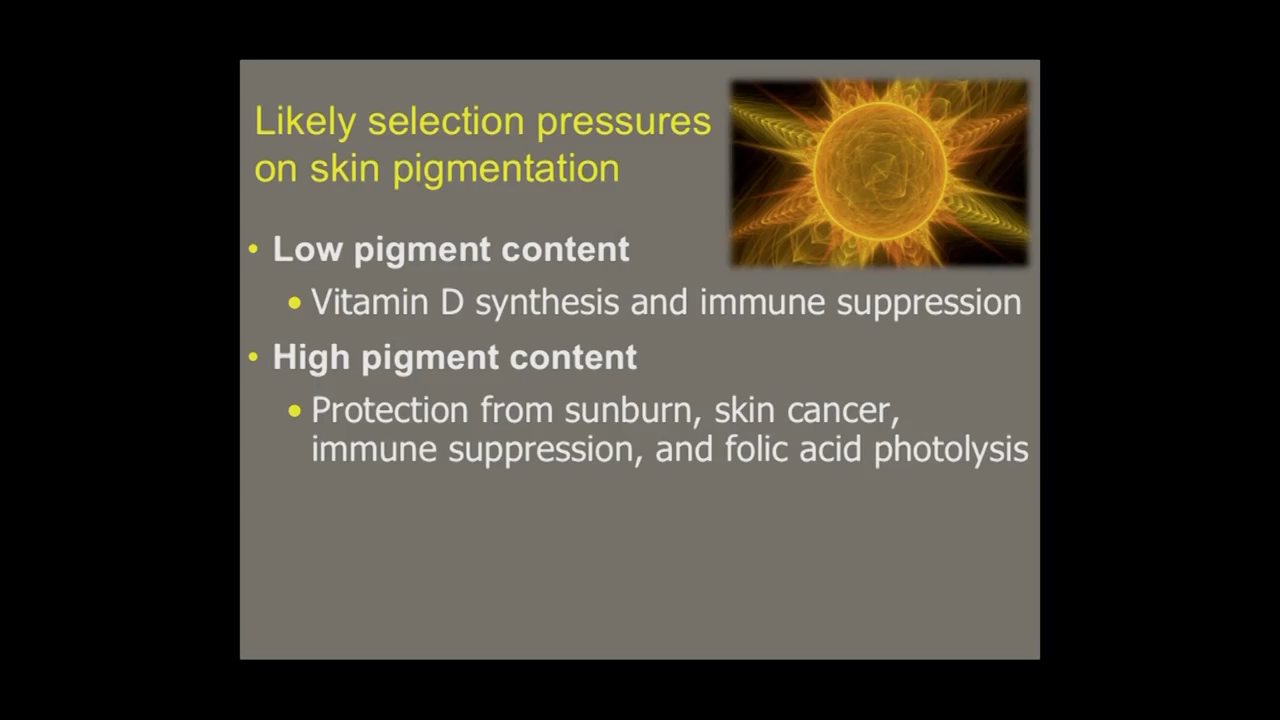 Likely selection pressures
on skin pigmentation
• Low pigment content
• Vitamin D synthesis and immune suppression
• High pigment content
• Protection from sunburn, skin cancer,
immune suppression, and folic acid photolysis